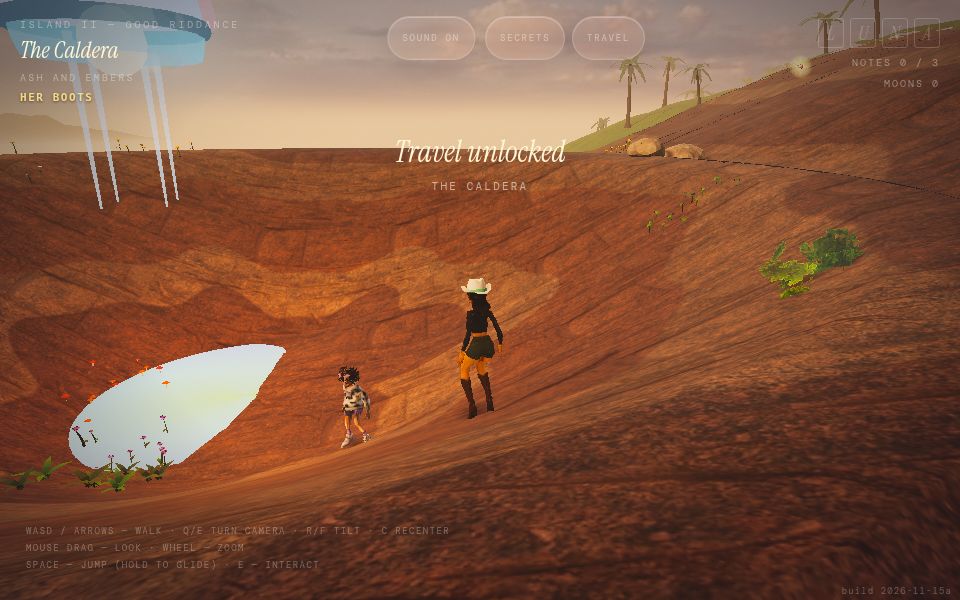 ISLAND II — GOOD RIDDANCE
The Caldera
ASH AND EMBERS
HER BOOTS
SOUND ON
SECRETS
TRAVEL
L U N A
NOTES 0 / 3
MOONS 0
Travel unlocked
THE CALDERA
WASD / ARROWS — WALK · Q/E TURN CAMERA · R/F TILT · C RECENTER
MOUSE DRAG — LOOK · WHEEL — ZOOM
SPACE — JUMP (HOLD TO GLIDE) · E — INTERACT
build 2026-11-15a